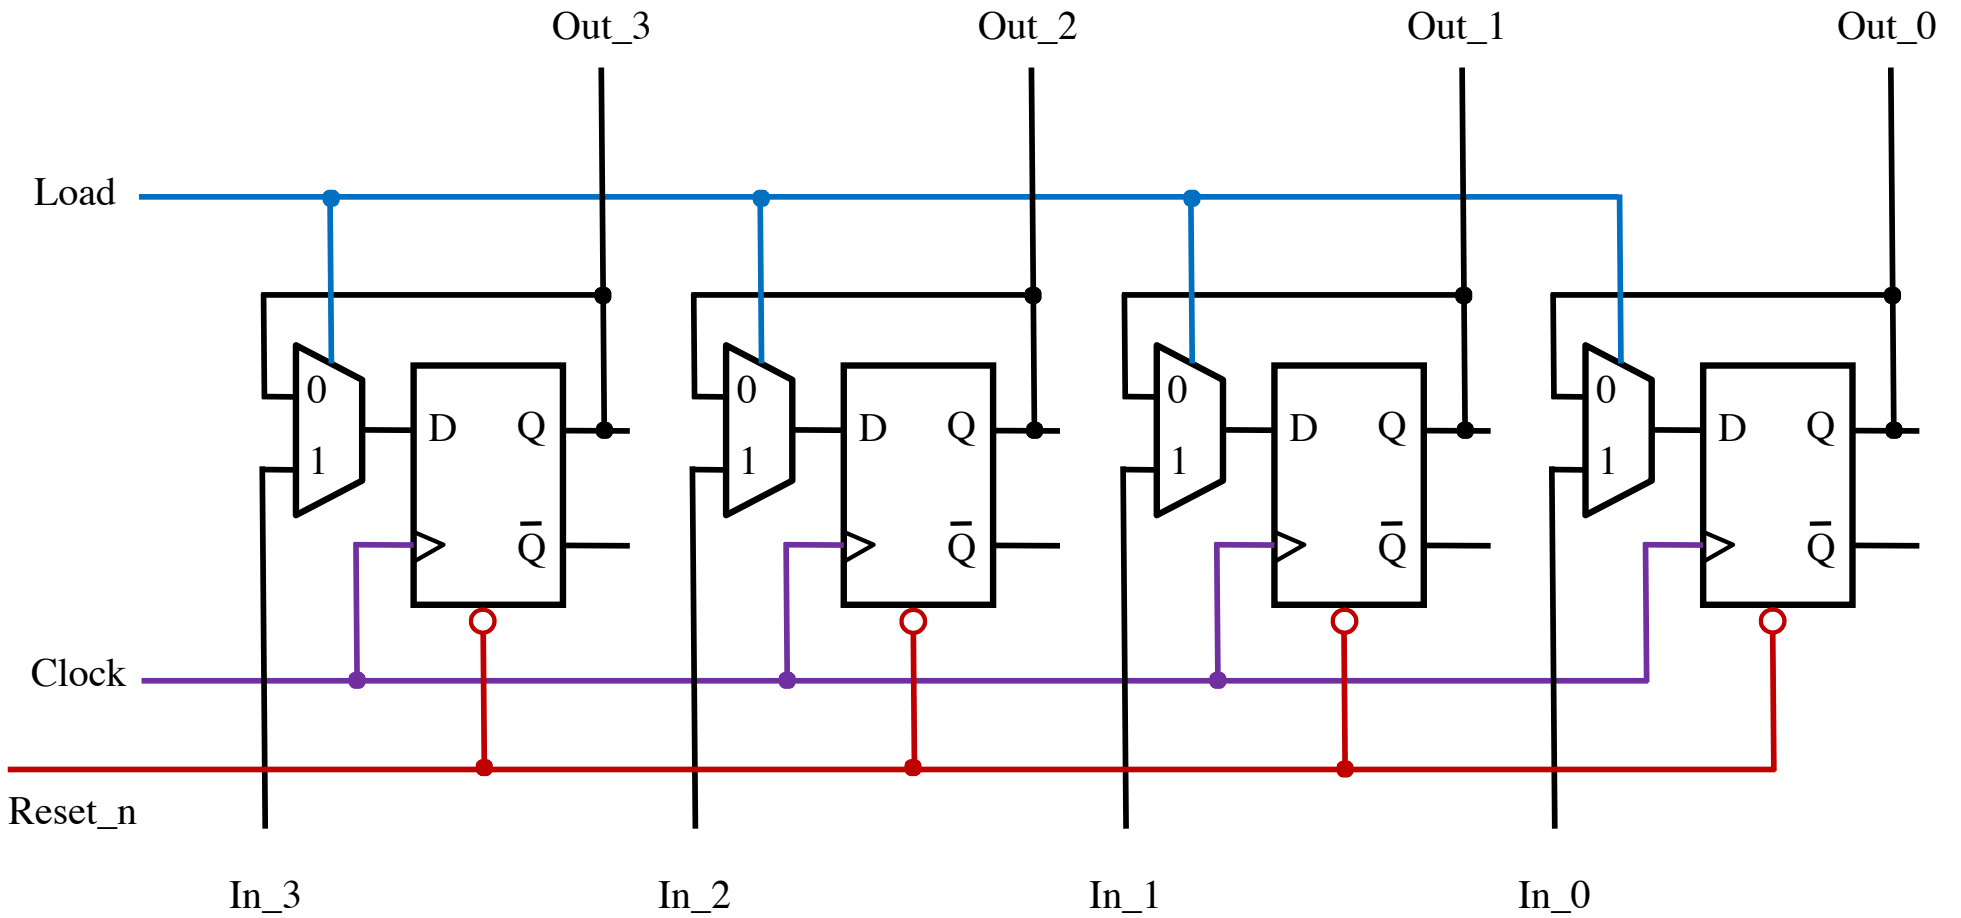 Out_3 Out_2 Out_1 Out_0
Load
0 0 0 0
D Q D Q D Q D Q
1 1 1 1
Q̅ Q̅ Q̅ Q̅
Clock
Reset_n
In_3 In_2 In_1 In_0